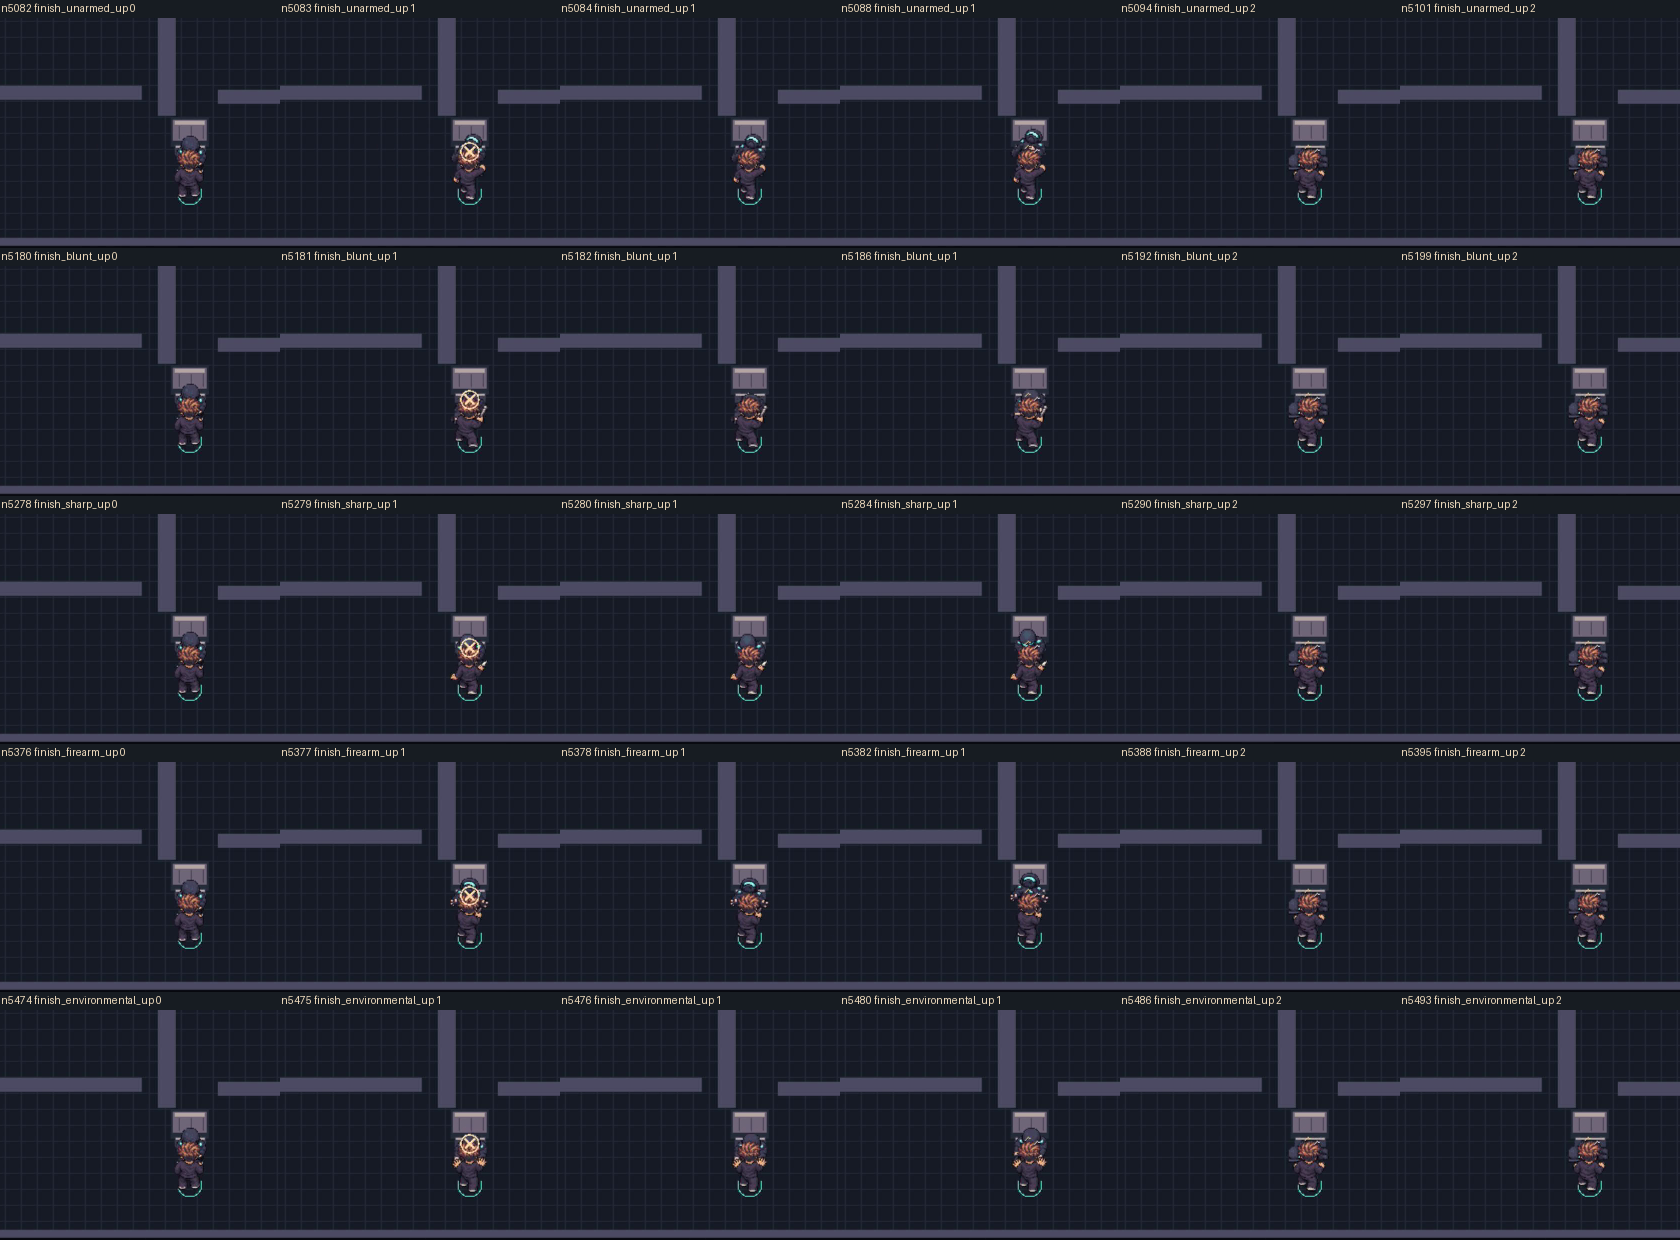 n5082 finish_unarmed_up 0
n5083 finish_unarmed_up 1
n5084 finish_unarmed_up 1
n5088 finish_unarmed_up 1
n5094 finish_unarmed_up 2
n5101 finish_unarmed_up 2
n5180 finish_blunt_up 0
n5181 finish_blunt_up 1
n5182 finish_blunt_up 1
n5186 finish_blunt_up 1
n5192 finish_blunt_up 2
n5199 finish_blunt_up 2
n5278 finish_sharp_up 0
n5279 finish_sharp_up 1
n5280 finish_sharp_up 1
n5284 finish_sharp_up 1
n5290 finish_sharp_up 2
n5297 finish_sharp_up 2
n5376 finish_firearm_up 0
n5377 finish_firearm_up 1
n5378 finish_firearm_up 1
n5382 finish_firearm_up 1
n5388 finish_firearm_up 2
n5395 finish_firearm_up 2
n5474 finish_environmental_up 0
n5475 finish_environmental_up 1
n5476 finish_environmental_up 1
n5480 finish_environmental_up 1
n5486 finish_environmental_up 2
n5493 finish_environmental_up 2